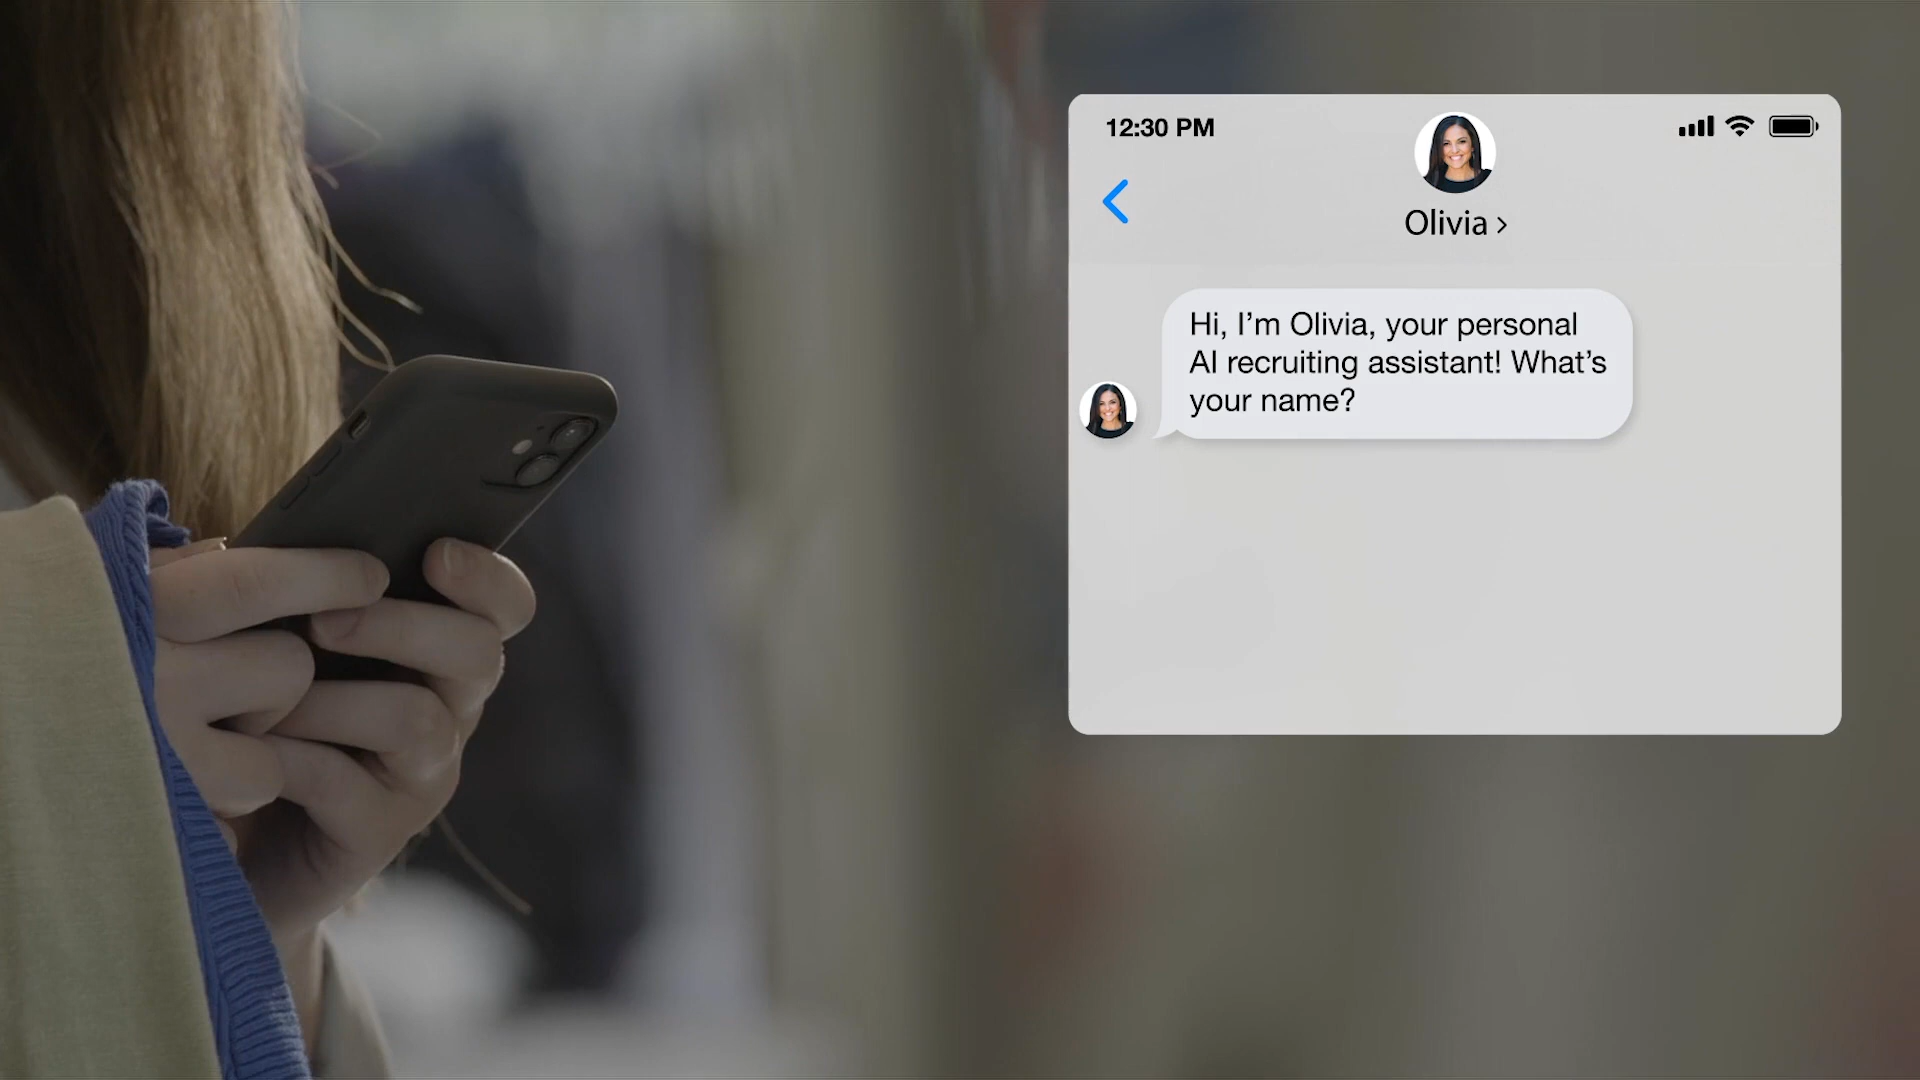 12:30 PM
Olivia >
Hi, I’m Olivia, your personal
AI recruiting assistant! What’s
your name?